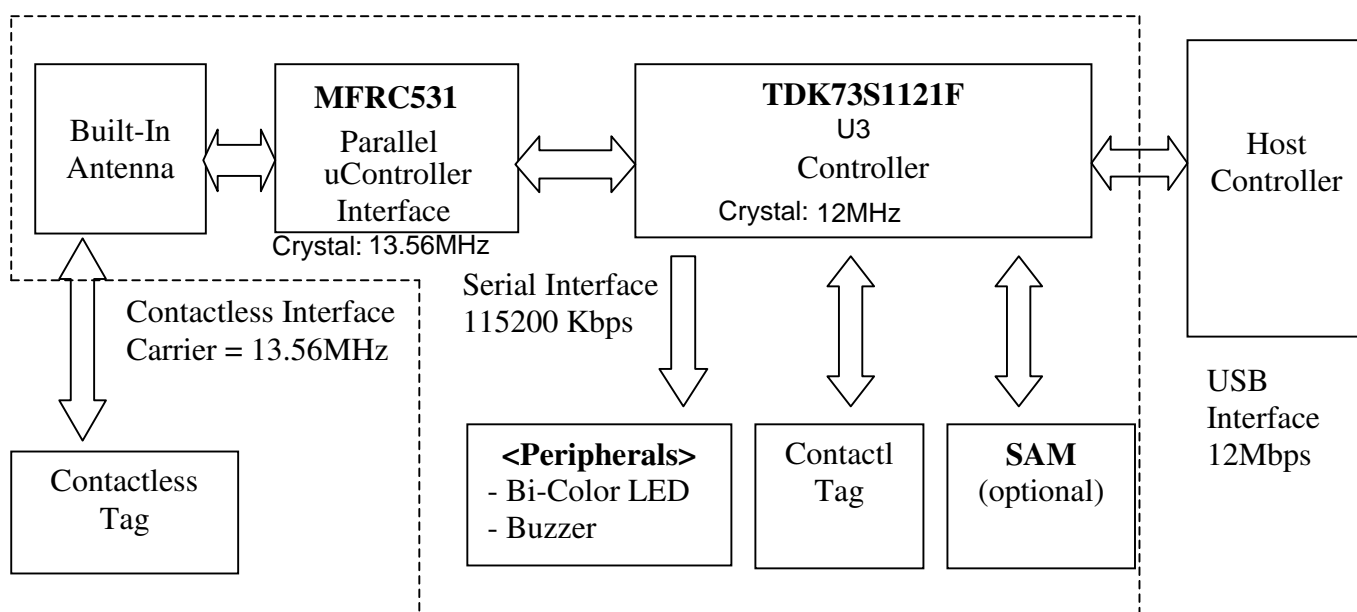 Built-In
Antenna
MFRC531
Parallel
uController
Interface
Crystal: 13.56MHz
TDK73S1121F
U3
Controller
Crystal: 12MHz
Host
Controller
Contactless Interface
Carrier = 13.56MHz
Serial Interface
115200 Kbps
USB
Interface
12Mbps
Contactless
Tag
<Peripherals>
- Bi-Color LED
- Buzzer
Contactl
Tag
SAM
(optional)